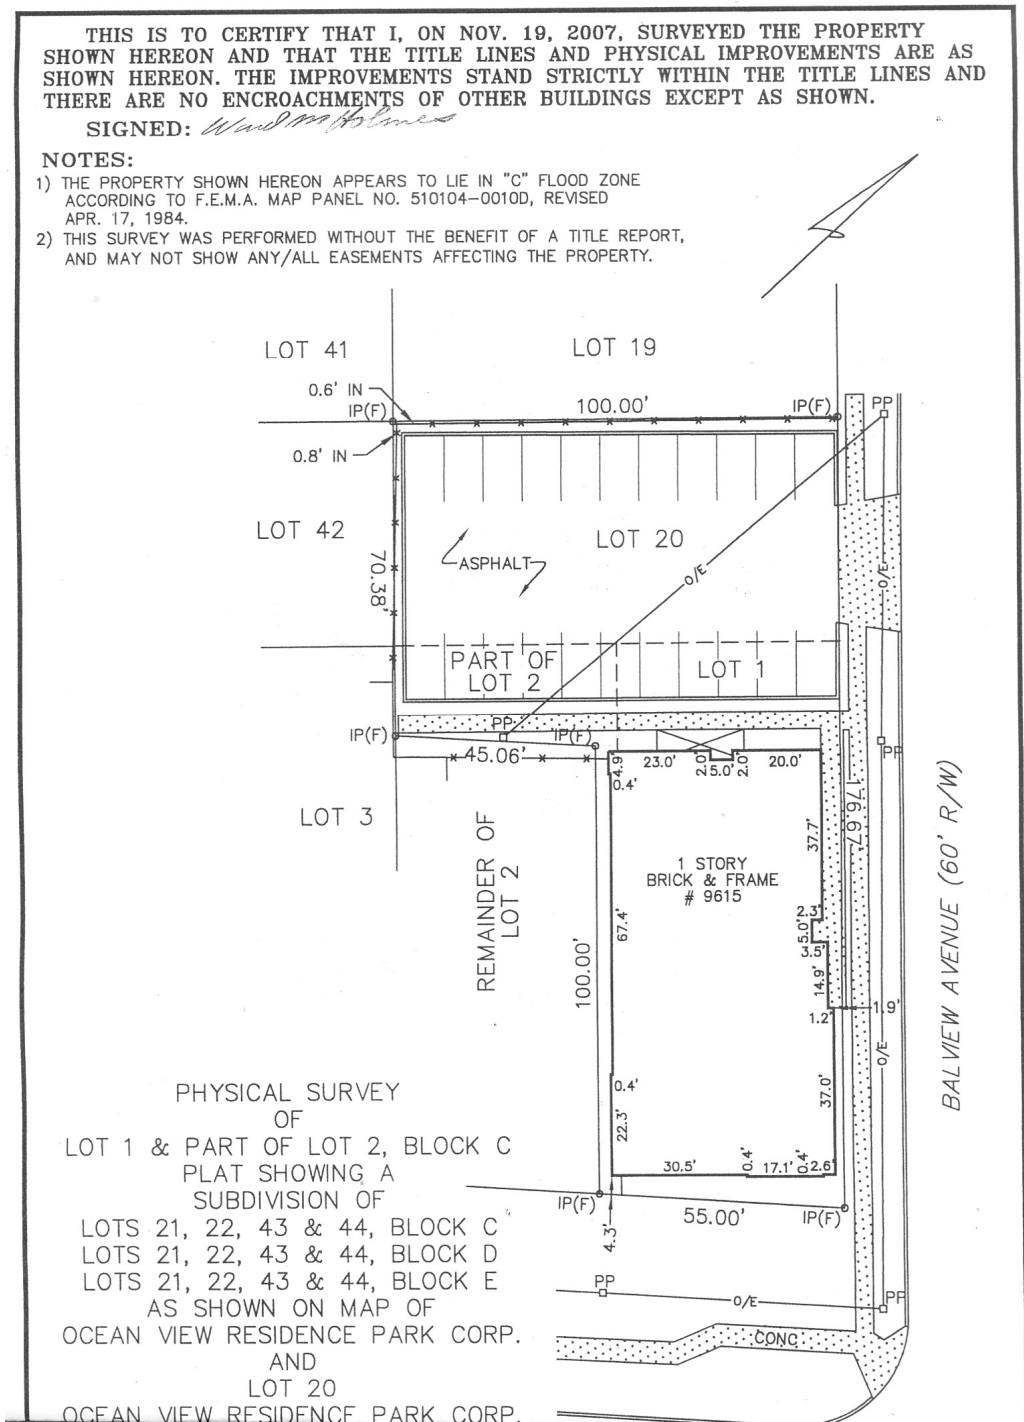 THIS IS TO CERTIFY THAT I, ON NOV. 19, 2007, SURVEYED THE PROPERTY
SHOWN HEREON AND THAT THE TITLE LINES AND PHYSICAL IMPROVEMENTS ARE AS
SHOWN HEREON. THE IMPROVEMENTS STAND STRICTLY WITHIN THE TITLE LINES AND
THERE ARE NO ENCROACHMENTS OF OTHER BUILDINGS EXCEPT AS SHOWN.
SIGNED: Ward M Holmes
NOTES:
1) THE PROPERTY SHOWN HEREON APPEARS TO LIE IN "C" FLOOD ZONE
ACCORDING TO F.E.M.A. MAP PANEL NO. 510104-0010D, REVISED
APR. 17, 1984.
2) THIS SURVEY WAS PERFORMED WITHOUT THE BENEFIT OF A TITLE REPORT,
AND MAY NOT SHOW ANY/ALL EASEMENTS AFFECTING THE PROPERTY.
LOT 41
LOT 19
0.6' IN
IP(F)
100.00'
IP(F)
PP
0.8' IN
LOT 42
LOT 20
ASPHALT
70.38'
O/E
O/E
PART OF
LOT 2
LOT 1
IP(F)
PP
IP(F)
PP
45.06'
4.9'
23.0'
2.0'
5.0'
2.0'
20.0'
0.4'
176.67'
LOT 3
REMAINDER OF
LOT 2
37.7'
1 STORY
BRICK & FRAME
# 9615
67.4'
2.3'
5.0'
3.5'
14.9'
100.00'
1.2'
1.9'
BALVIEW AVENUE (60' R/W)
O/E
0.4'
37.0'
22.3'
30.5'
0.4'
17.1'
0.4'
2.6'
IP(F)
55.00'
IP(F)
4.3'
PP
O/E
PP
CONC
PHYSICAL SURVEY
OF
LOT 1 & PART OF LOT 2, BLOCK C
PLAT SHOWING A
SUBDIVISION OF
LOTS 21, 22, 43 & 44, BLOCK C
LOTS 21, 22, 43 & 44, BLOCK D
LOTS 21, 22, 43 & 44, BLOCK E
AS SHOWN ON MAP OF
OCEAN VIEW RESIDENCE PARK CORP.
AND
LOT 20
OCEAN VIEW RESIDENCE PARK CORP.